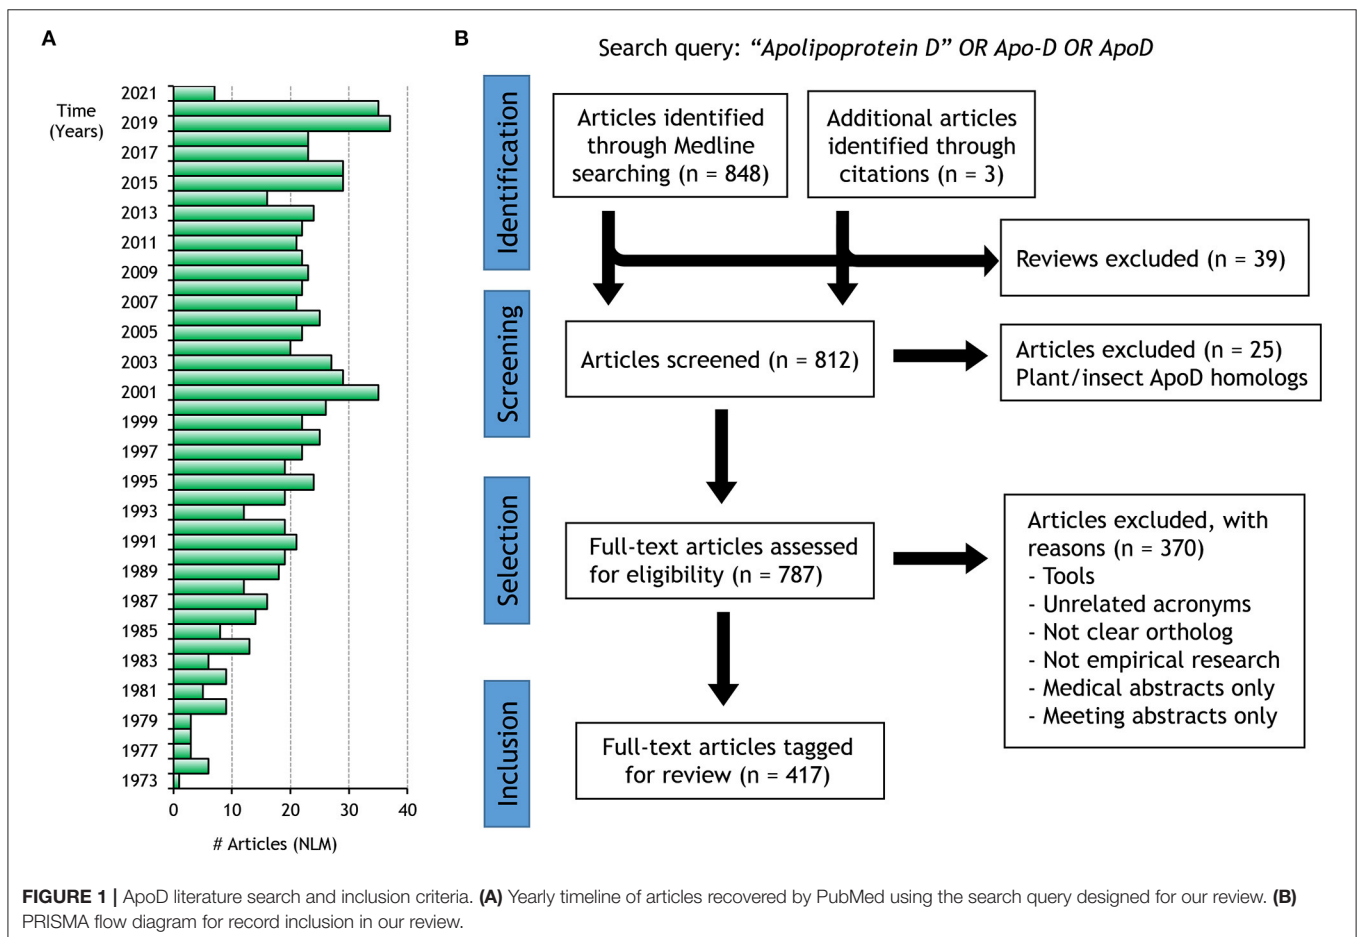 A
Time
(Years)
2021
2019
2017
2015
2013
2011
2009
2007
2005
2003
2001
1999
1997
1995
1993
1991
1989
1987
1985
1983
1981
1979
1977
1973
0 10 20 30 40
# Articles (NLM)
B
Search query: “Apolipoprotein D” OR Apo-D OR ApoD
Identification
Articles identified
through Medline
searching (n = 848)
Additional articles
identified through
citations (n = 3)
Reviews excluded (n = 39)
Screening
Articles screened (n = 812)
Articles excluded (n = 25)
Plant/insect ApoD homologs
Selection
Full-text articles assessed
for eligibility (n = 787)
Articles excluded, with
reasons (n = 370)
- Tools
- Unrelated acronyms
- Not clear ortholog
- Not empirical research
- Medical abstracts only
- Meeting abstracts only
Inclusion
Full-text articles tagged
for review (n = 417)
FIGURE 1 | ApoD literature search and inclusion criteria. (A) Yearly timeline of articles recovered by PubMed using the search query designed for our review. (B)
PRISMA flow diagram for record inclusion in our review.